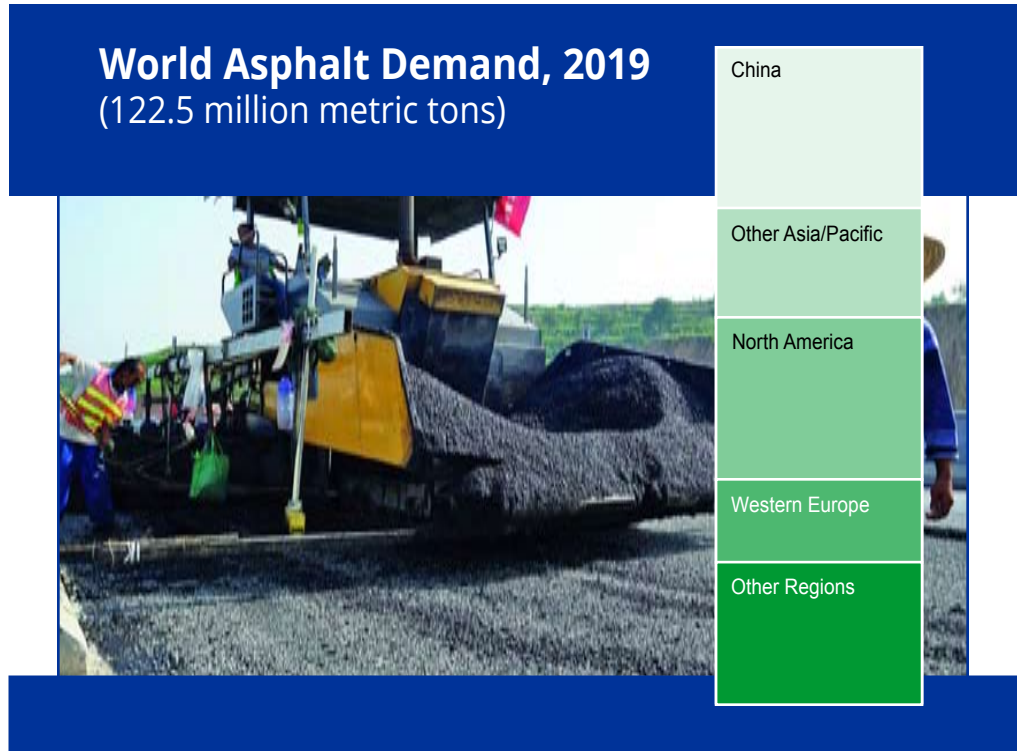 World Asphalt Demand, 2019
(122.5 million metric tons)
China
Other Asia/Pacific
North America
Western Europe
Other Regions